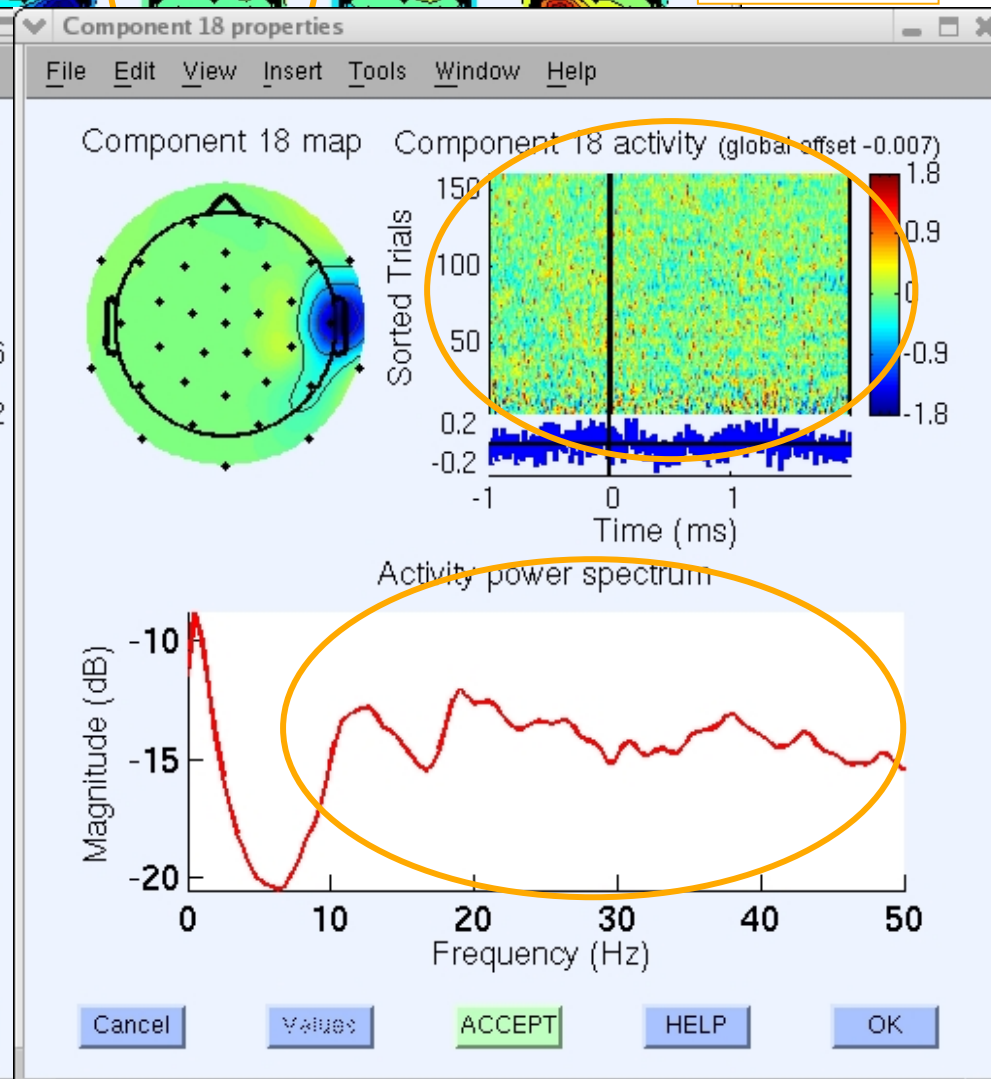 Component 18 properties
File Edit View Insert Tools Window Help
Component 18 map
Component 18 activity (global offset -0.007)
Sorted Trials
150
100
50
1.8
0.9
0
-0.9
-1.8
0.2
-0.2
-1 0 1
Time (ms)
Activity power spectrum
Magnitude (dB)
-10
-15
-20
0 10 20 30 40 50
Frequency (Hz)
Cancel Values ACCEPT HELP OK